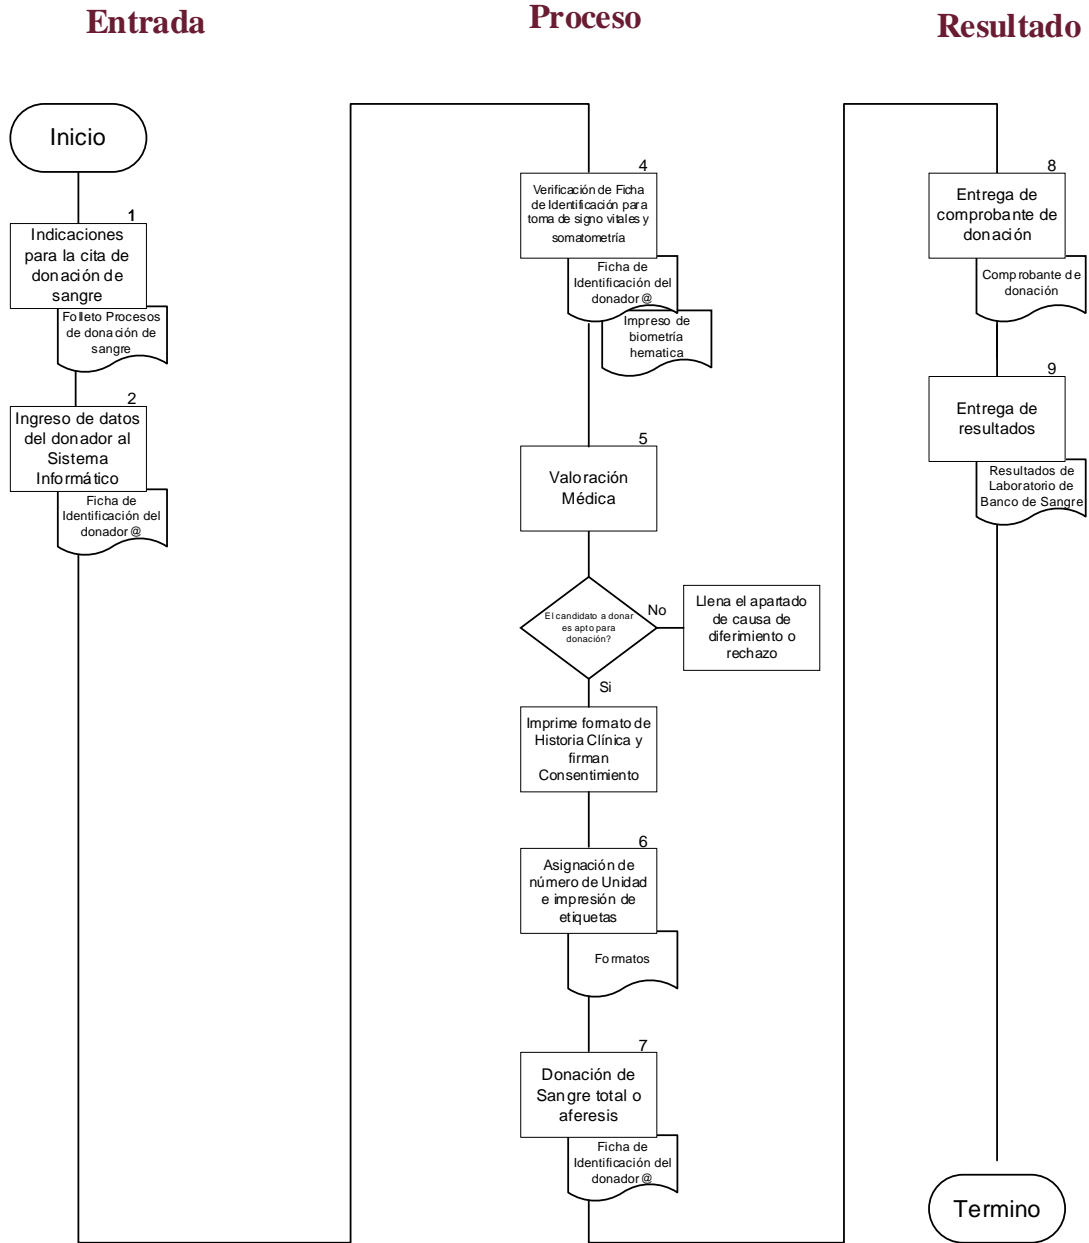 Entrada
Proceso
Resultado
Inicio
1
Indicaciones
para la cita de
donación de
sangre
Folleto Procesos
de donación de
sangre
2
Ingreso de datos
del donador al
Sistema
Informático
Ficha de
Identificación del
donador@
4
Verificación de Ficha
de Identificación para
toma de signo vitales y
somatometría
Ficha de
Identificación del
donador@
Impreso de
biometría
hematica
5
Valoración
Médica
El candidato a donar
es apto para
donación?
No
Llena el apartado
de causa de
diferimiento o
rechazo
Si
Imprime formato de
Historia Clínica y
firman
Consentimiento
6
Asignación de
número de Unidad
e impresión de
etiquetas
Formatos
7
Donación de
Sangre total o
aferesis
Ficha de
Identificación del
donador@
8
Entrega de
comprobante de
donación
Comprobante de
donación
9
Entrega de
resultados
Resultados de
Laboratorio de
Banco de Sangre
Termino